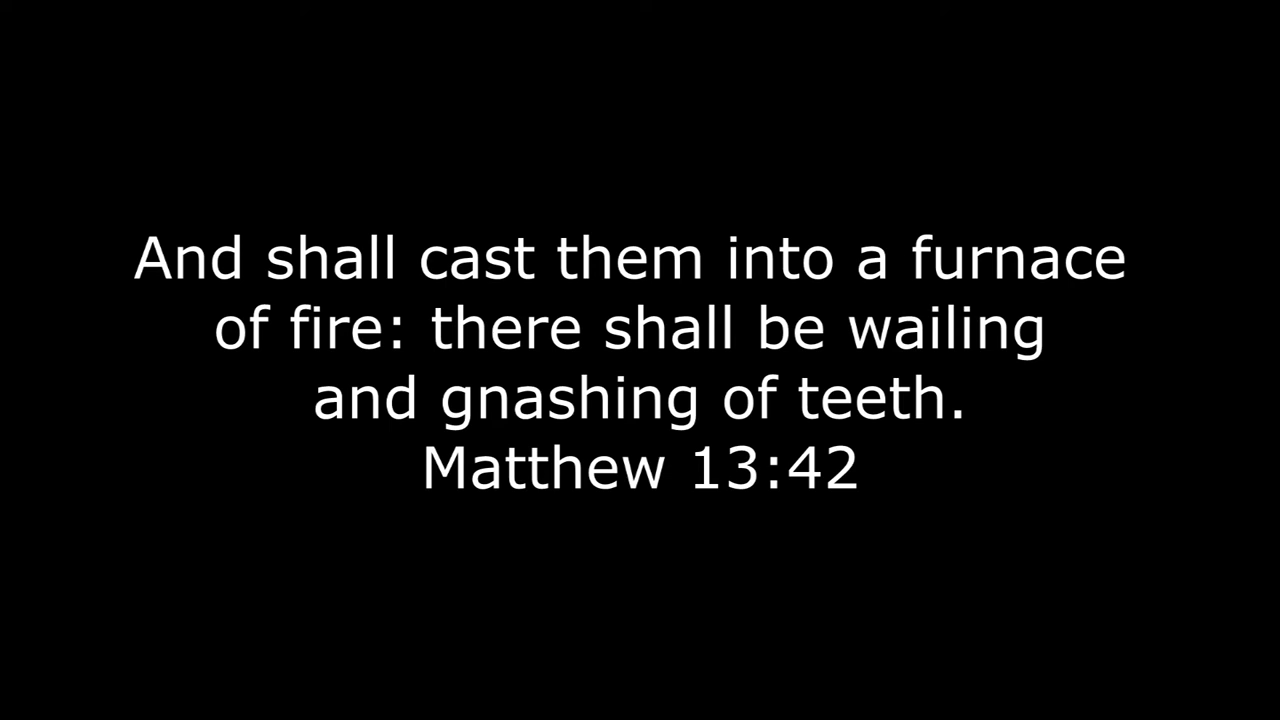 And shall cast them into a furnace
of fire: there shall be wailing
and gnashing of teeth.
Matthew 13:42